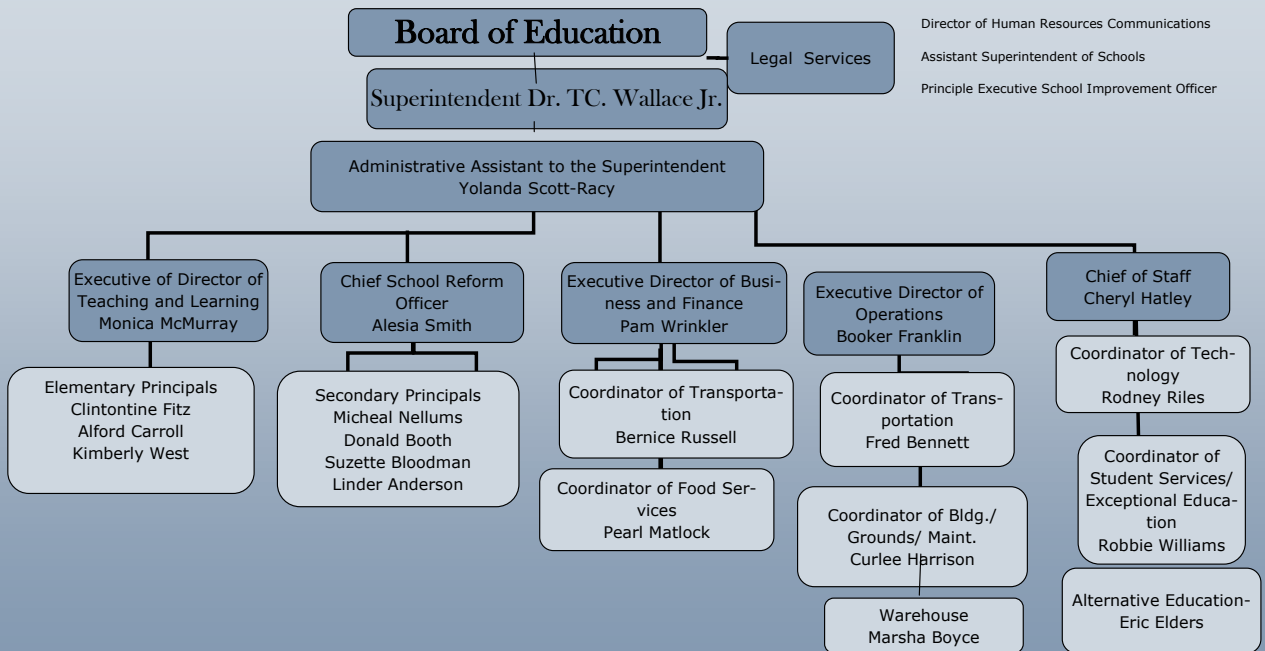 Board of Education
Legal Services
Director of Human Resources Communications
Assistant Superintendent of Schools
Principle Executive School Improvement Officer
Superintendent Dr. TC. Wallace Jr.
Administrative Assistant to the Superintendent
Yolanda Scott-Racy
Executive of Director of
Teaching and Learning
Monica McMurray
Chief School Reform
Officer
Alesia Smith
Executive Director of Busi-
ness and Finance
Pam Wrinkler
Executive Director of
Operations
Booker Franklin
Chief of Staff
Cheryl Hatley
Elementary Principals
Clintontine Fitz
Alford Carroll
Kimberly West
Secondary Principals
Micheal Nellums
Donald Booth
Suzette Bloodman
Linder Anderson
Coordinator of Transporta-
tion
Bernice Russell
Coordinator of Food Ser-
vices
Pearl Matlock
Coordinator of Trans-
portation
Fred Bennett
Coordinator of Bldg./
Grounds/ Maint.
Curlee Harrison
Warehouse
Marsha Boyce
Coordinator of Tech-
nology
Rodney Riles
Coordinator of
Student Services/
Exceptional Educa-
tion
Robbie Williams
Alternative Education-
Eric Elders